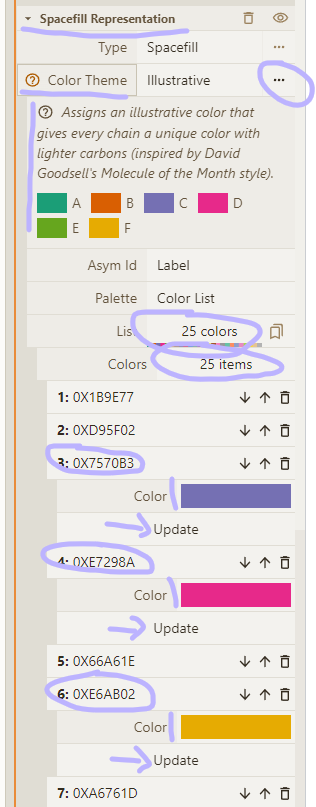 Spacefill Representation
Type Spacefill
Color Theme Illustrative
Assigns an illustrative color that
gives every chain a unique color with
lighter carbons (inspired by David
Goodsell's Molecule of the Month style).
A B C D
E F
Asym Id Label
Palette Color List
List 25 colors
Colors 25 items
1: 0X1B9E77
2: 0XD95F02
3: 0X7570B3
Color
Update
4: 0XE7298A
Color
Update
5: 0X66A61E
6: 0XE6AB02
Color
Update
7: 0XA6761D